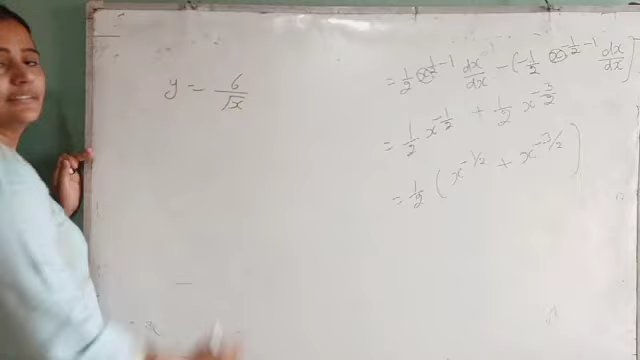 y = 6/√x
= 1/2 x^(1/2 -1) dx/dx - (-1/2 x^(-1/2 -1) dx/dx)
= 1/2 x^(-1/2) + 1/2 x^(-3/2)
= 1/2 (x^(-1/2) + x^(-3/2))